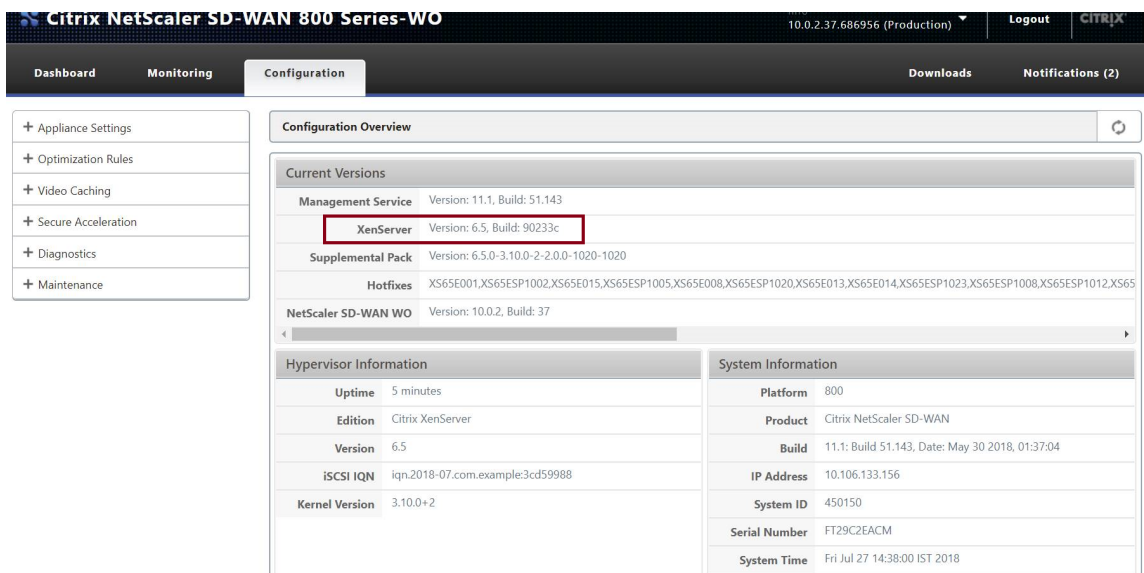 Citrix NetScaler SD-WAN 800 Series-WO
10.0.2.37.686956 (Production)
Logout
CITRIX
Dashboard
Monitoring
Configuration
Downloads
Notifications (2)
+ Appliance Settings
+ Optimization Rules
+ Video Caching
+ Secure Acceleration
+ Diagnostics
+ Maintenance
Configuration Overview
Current Versions
Management Service Version: 11.1, Build: 51.143
XenServer Version: 6.5, Build: 90233c
Supplemental Pack Version: 6.5.0-3.10.0-2-2.0.0-1020-1020
Hotfixes XS65E001,XS65ESP1002,XS65E015,XS65ESP1005,XS65E008,XS65ESP1020,XS65E013,XS65E014,XS65ESP1023,XS65ESP1008,XS65ESP1012,XS65
NetScaler SD-WAN WO Version: 10.0.2, Build: 37
Hypervisor Information
Uptime 5 minutes
Edition Citrix XenServer
Version 6.5
iSCSI IQN iqn.2018-07.com.example:3cd59988
Kernel Version 3.10.0+2
System Information
Platform 800
Product Citrix NetScaler SD-WAN
Build 11.1: Build 51.143, Date: May 30 2018, 01:37:04
IP Address 10.106.133.156
System ID 450150
Serial Number FT29C2EACM
System Time Fri Jul 27 14:38:00 IST 2018